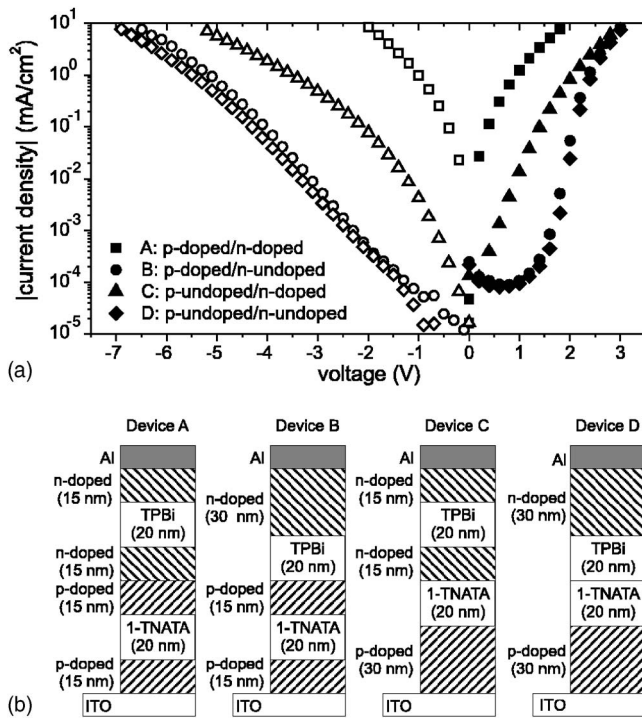 |current density| (mA/cm²)
10¹
10⁰
10⁻¹
10⁻²
10⁻³
10⁻⁴
10⁻⁵
A: p-doped/n-doped
B: p-doped/n-undoped
C: p-undoped/n-doped
D: p-undoped/n-undoped
-7 -6 -5 -4 -3 -2 -1 0 1 2 3
voltage (V)
(a)
Device A
Al
n-doped
(15 nm)
TPBi
(20 nm)
n-doped
(15 nm)
p-doped
(15 nm)
1-TNATA
(20 nm)
p-doped
(15 nm)
ITO
Device B
Al
n-doped
(30 nm)
TPBi
(20 nm)
p-doped
(15 nm)
1-TNATA
(20 nm)
p-doped
(15 nm)
ITO
Device C
Al
n-doped
(15 nm)
TPBi
(20 nm)
n-doped
(15 nm)
1-TNATA
(20 nm)
p-doped
(30 nm)
ITO
Device D
Al
n-doped
(30 nm)
TPBi
(20 nm)
1-TNATA
(20 nm)
p-doped
(30 nm)
ITO
(b)